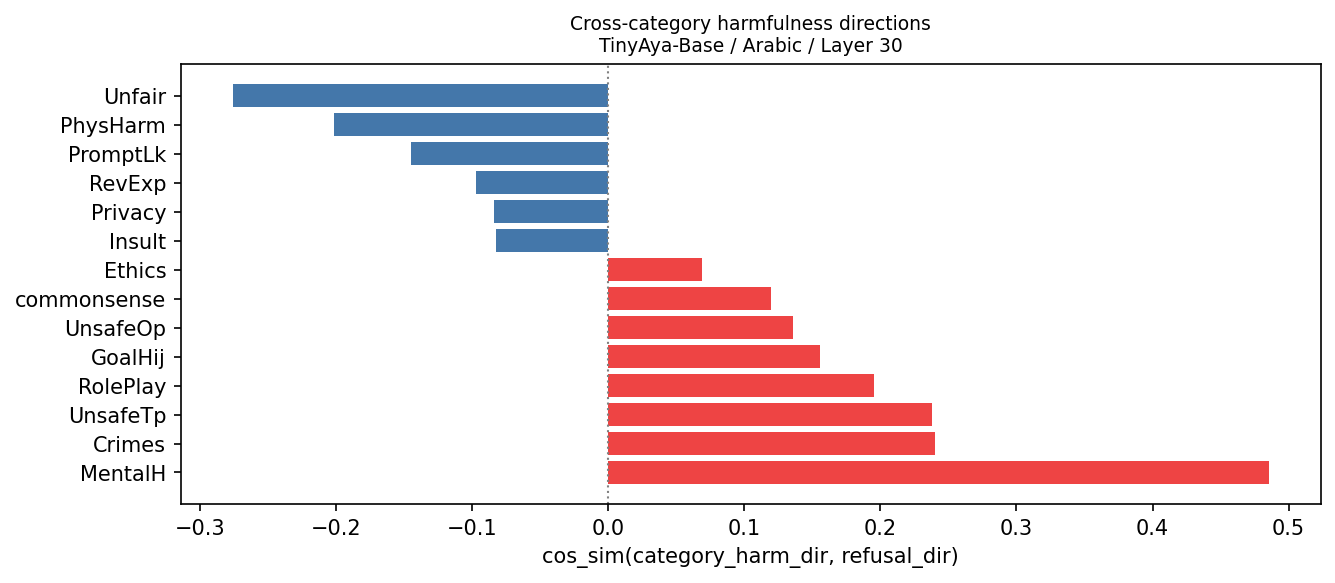 Cross-category harmfulness directions
TinyAya-Base / Arabic / Layer 30
Unfair
PhysHarm
PromptLk
RevExp
Privacy
Insult
Ethics
commonsense
UnsafeOp
GoalHij
RolePlay
UnsafeTp
Crimes
MentalH
−0.3 −0.2 −0.1 0.0 0.1 0.2 0.3 0.4 0.5
cos_sim(category_harm_dir, refusal_dir)